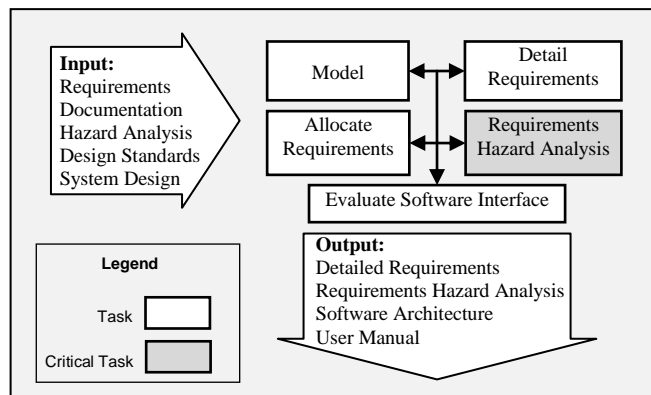 Input:
Requirements
Documentation
Hazard Analysis
Design Standards
System Design
Model
Detail
Requirements
Allocate
Requirements
Requirements
Hazard Analysis
Evaluate Software Interface
Output:
Detailed Requirements
Requirements Hazard Analysis
Software Architecture
User Manual
Legend
Task
Critical Task